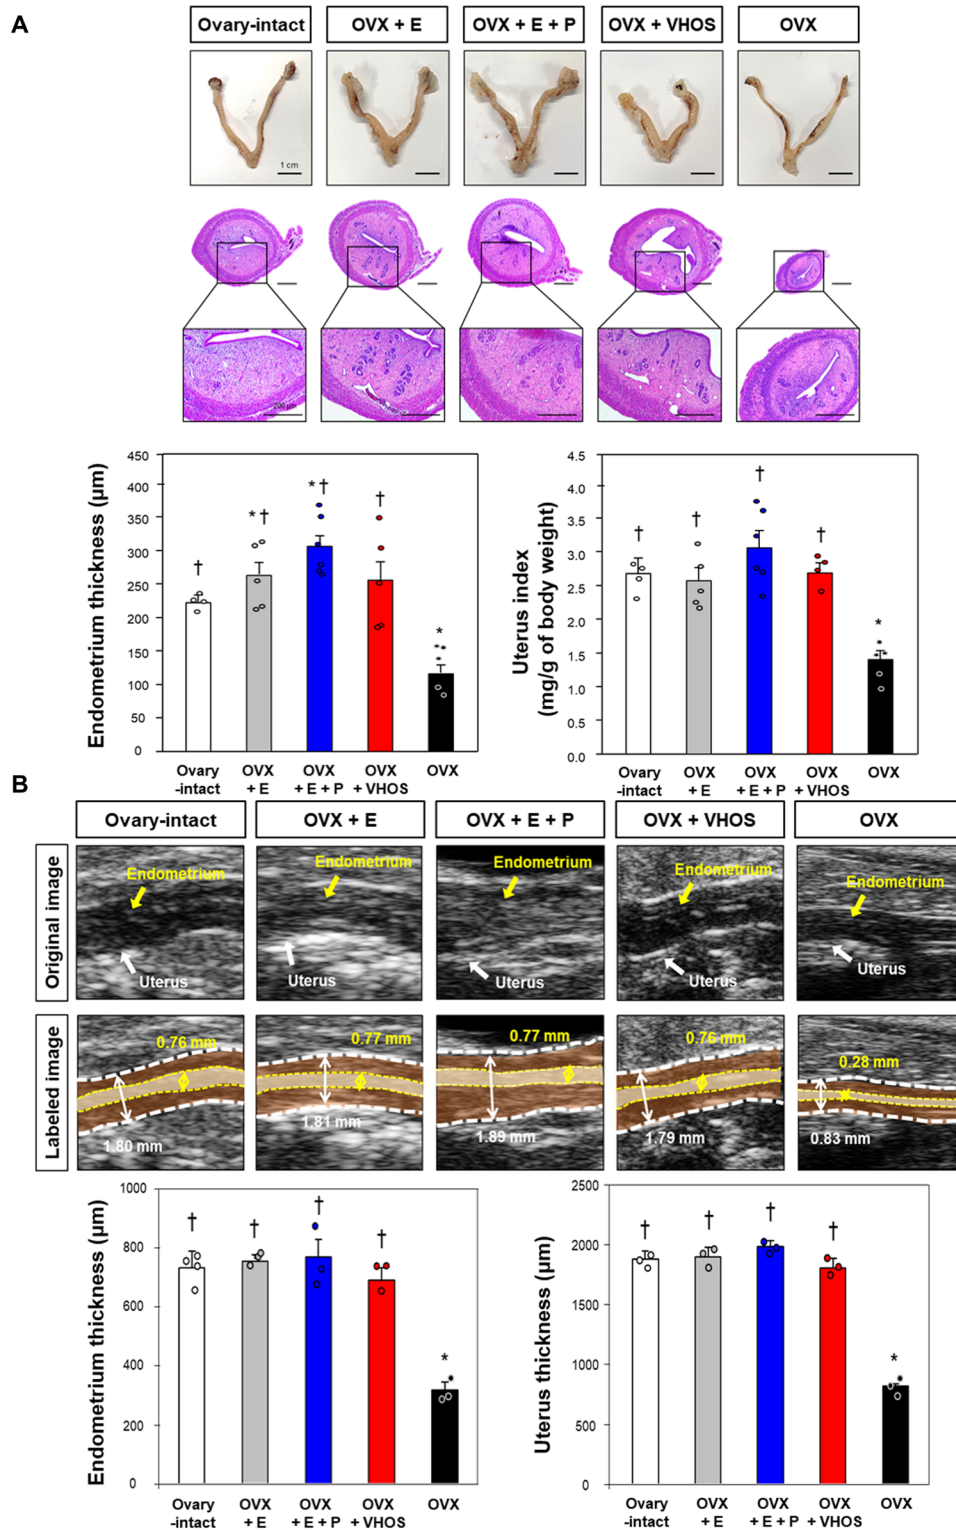 A
Ovary-intact
OVX + E
OVX + E + P
OVX + VHOS
OVX
1 cm
200 μm
Endometrium thickness (μm)
450
400
350
300
250
200
150
100
50
0
*
†
Ovary
-intact
OVX
+ E
OVX
+ E + P
OVX
+ VHOS
OVX
Uterus index
(mg/g of body weight)
4.5
4.0
3.5
3.0
2.5
2.0
1.5
1.0
0.5
0.0
†
*
Ovary
-intact
OVX
+ E
OVX
+ E + P
OVX
+ VHOS
OVX
B
Ovary-intact
OVX + E
OVX + E + P
OVX + VHOS
OVX
Original image
Endometrium
Uterus
Endometrium
Uterus
Endometrium
Uterus
Endometrium
Uterus
Endometrium
Uterus
Labeled image
0.76 mm
1.80 mm
0.77 mm
1.81 mm
0.77 mm
1.89 mm
0.76 mm
1.79 mm
0.28 mm
0.83 mm
Endometrium thickness (μm)
1000
800
600
400
200
0
†
*
Ovary
-intact
OVX
+ E
OVX
+ E + P
OVX
+ VHOS
OVX
Uterus thickness (μm)
2500
2000
1500
1000
500
0
†
*
Ovary
-intact
OVX
+ E
OVX
+ E + P
OVX
+ VHOS
OVX